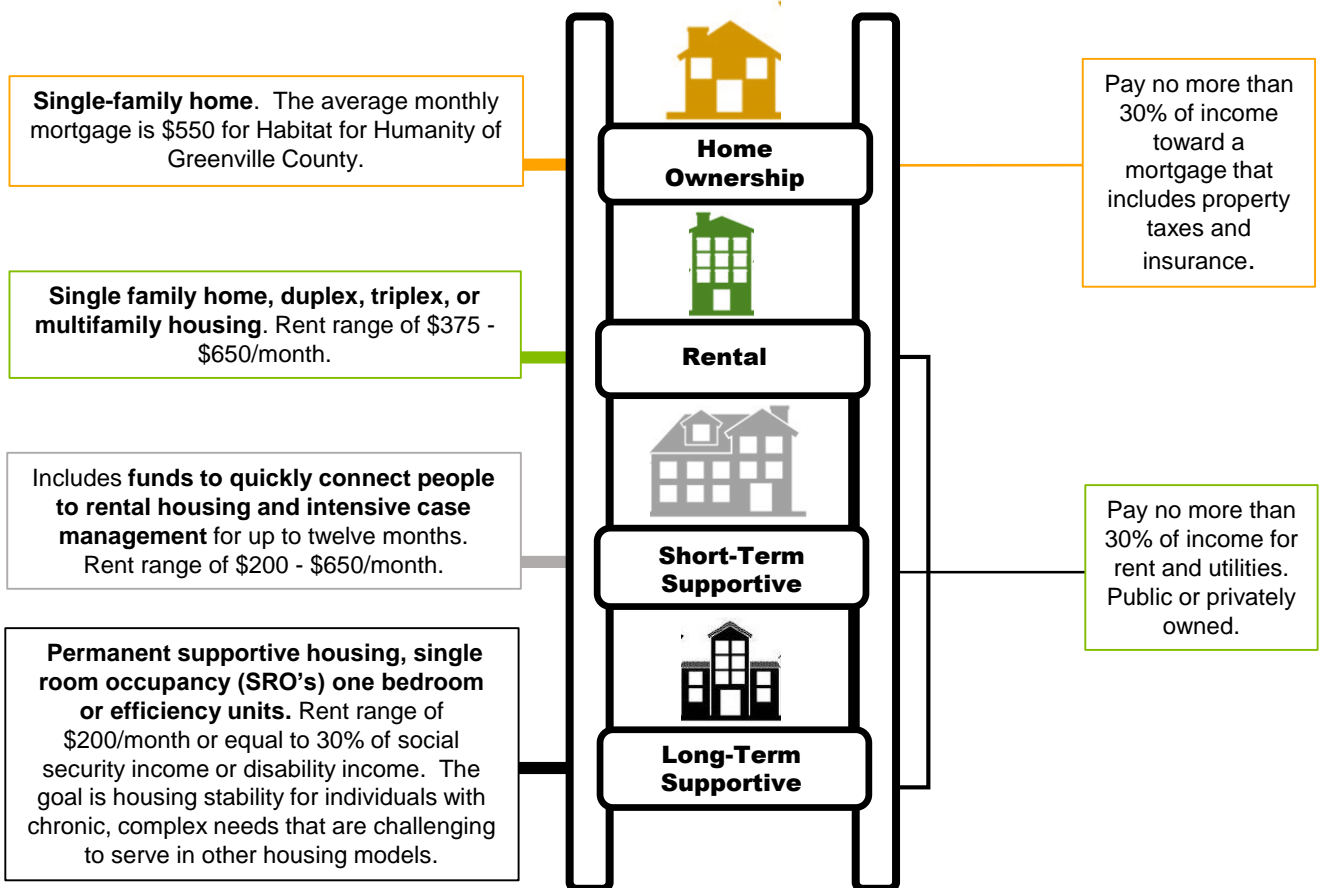 Single-family home. The average monthly
mortgage is $550 for Habitat for Humanity of
Greenville County.
Home
Ownership
Pay no more than
30% of income
toward a
mortgage that
includes property
taxes and
insurance.
Single family home, duplex, triplex, or
multifamily housing. Rent range of $375 -
$650/month.
Rental
Includes funds to quickly connect people
to rental housing and intensive case
management for up to twelve months.
Rent range of $200 - $650/month.
Short-Term
Supportive
Pay no more than
30% of income for
rent and utilities.
Public or privately
owned.
Permanent supportive housing, single
room occupancy (SRO's) one bedroom
or efficiency units. Rent range of
$200/month or equal to 30% of social
security income or disability income. The
goal is housing stability for individuals with
chronic, complex needs that are challenging
to serve in other housing models.
Long-Term
Supportive